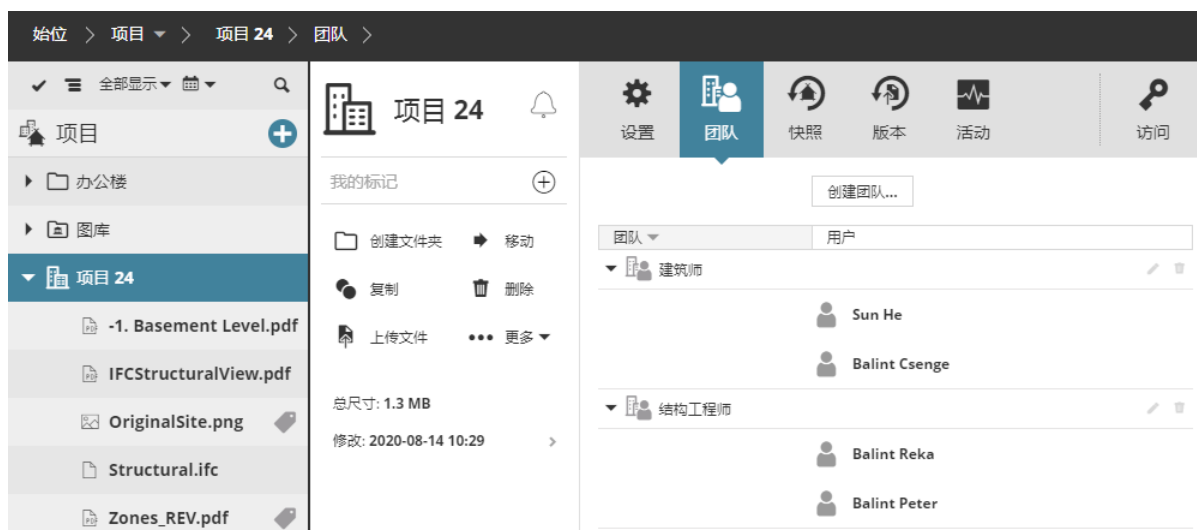 始位 > 项目 > 项目 24 > 团队 >
全部显示
项目
办公楼
图库
项目 24
-1. Basement Level.pdf
IFCStructuralView.pdf
OriginalSite.png
Structural.ifc
Zones_REV.pdf
项目 24
我的标记
创建文件夹 移动
复制 删除
上传文件 更多
总尺寸: 1.3 MB
修改: 2020-08-14 10:29 >
设置 团队 快照 版本 活动 访问
创建团队...
团队 用户
建筑师
Sun He
Balint Csenge
结构工程师
Balint Reka
Balint Peter